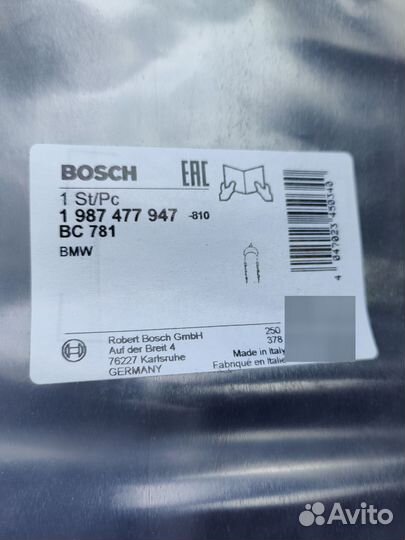 BOSCH EAC
1 St/Pc
1 987 477 947 -810
BC 781
BMW
4 047023 450340
Robert Bosch GmbH
Auf der Breit 4
76227 Karlsruhe
GERMANY
250
378
Made in Italy
Fabriqué en Italie
Avito